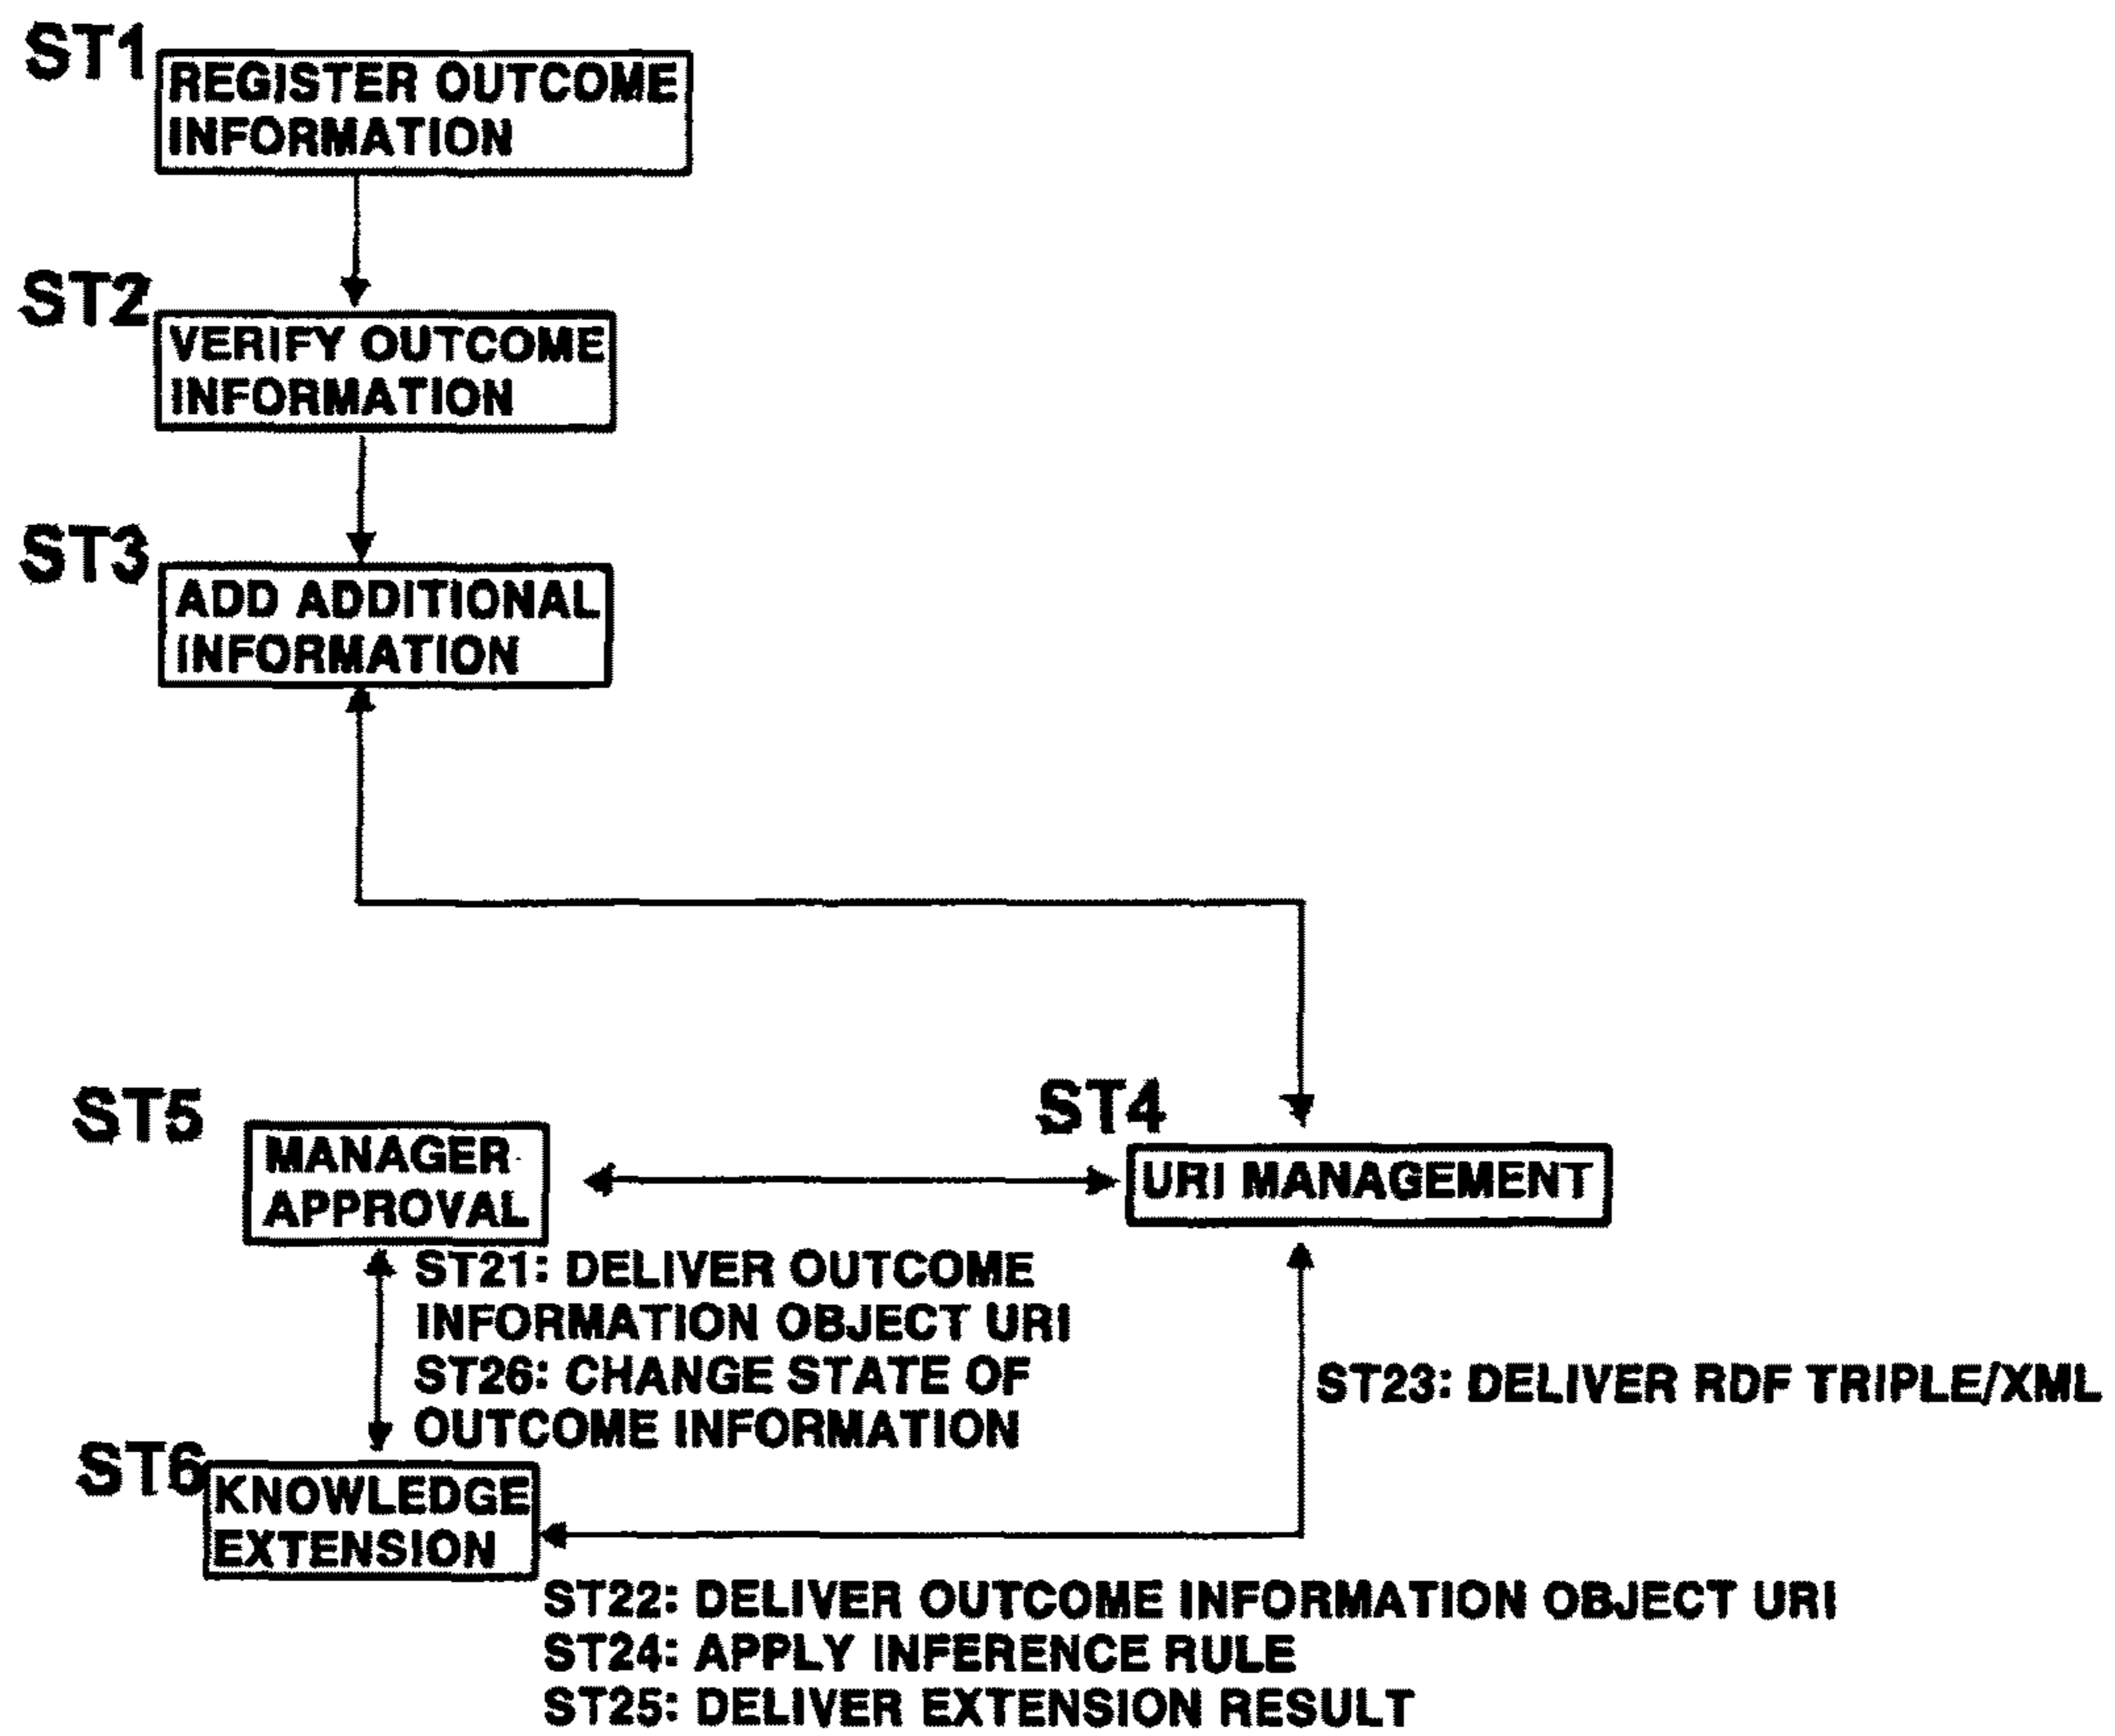 ST1
REGISTER OUTCOME
INFORMATION
ST2
VERIFY OUTCOME
INFORMATION
ST3
ADD ADDITIONAL
INFORMATION
ST5
MANAGER
APPROVAL
ST4
URI MANAGEMENT
ST21: DELIVER OUTCOME
INFORMATION OBJECT URI
ST26: CHANGE STATE OF
OUTCOME INFORMATION
ST23: DELIVER RDF TRIPLE/XML
ST6
KNOWLEDGE
EXTENSION
ST22: DELIVER OUTCOME INFORMATION OBJECT URI
ST24: APPLY INFERENCE RULE
ST25: DELIVER EXTENSION RESULT